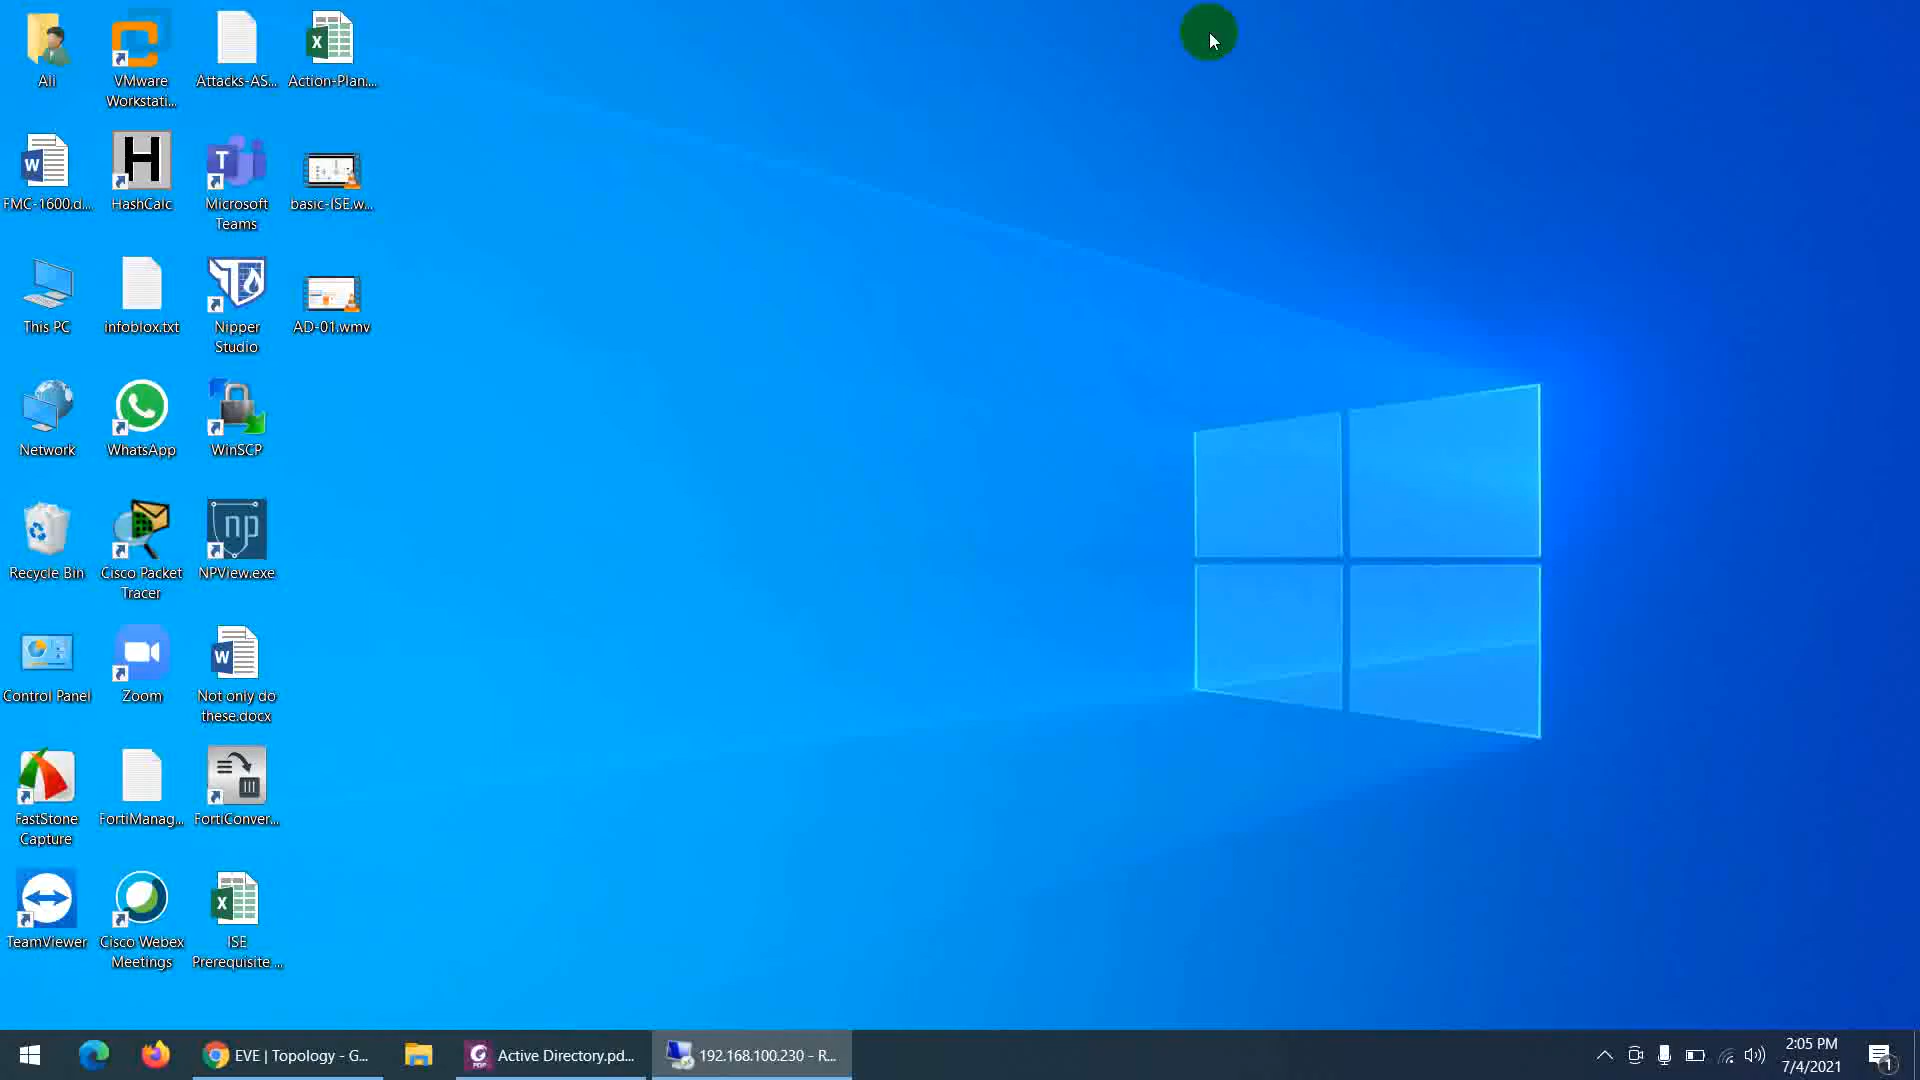 Ali
VMware
Workstati...
Attacks-AS...
Action-Plan....
FMC-1600.d...
HashCalc
Microsoft
Teams
basic-ISE.w...
This PC
infoblox.txt
Nipper
Studio
AD-01.wmv
Network
WhatsApp
WinSCP
Recycle Bin
Cisco Packet
Tracer
NPView.exe
Control Panel
Zoom
Not only do
these.docx
FastStone
Capture
FortiManag...
FortiConver...
TeamViewer
Cisco Webex
Meetings
ISE
Prerequisite ...
EVE | Topology - G...
Active Directory.pd...
192.168.100.230 - R...
2:05 PM
7/4/2021
1